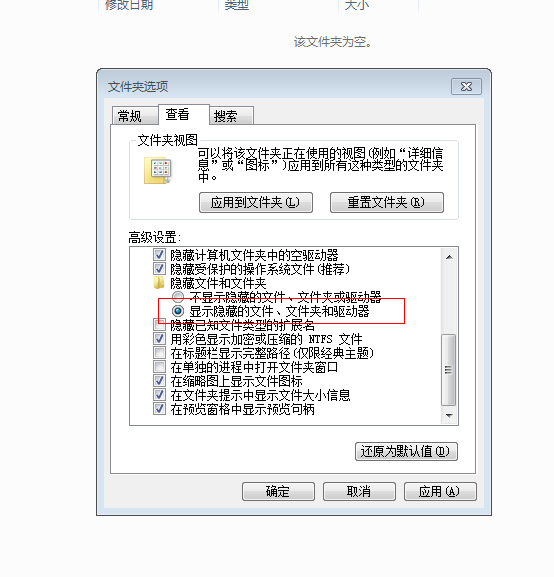 修改日期 类型 大小
该文件夹为空。
文件夹选项
常规 查看 搜索
文件夹视图
可以将该文件夹正在使用的视图(例如“详细信
息”或“图标”)应用到所有这种类型的文件夹
中。
应用到文件夹(L) 重置文件夹(R)
高级设置:
隐藏计算机文件夹中的空驱动器
隐藏受保护的操作系统文件(推荐)
隐藏文件和文件夹
不显示隐藏的文件、文件夹或驱动器
显示隐藏的文件、文件夹和驱动器
隐藏已知文件类型的扩展名
用彩色显示加密或压缩的 NTFS 文件
在标题栏显示完整路径(仅限经典主题)
在单独的进程中打开文件夹窗口
在缩略图上显示文件图标
在文件夹提示中显示文件大小信息
在预览窗格中显示预览句柄
还原为默认值(D)
确定 取消 应用(A)